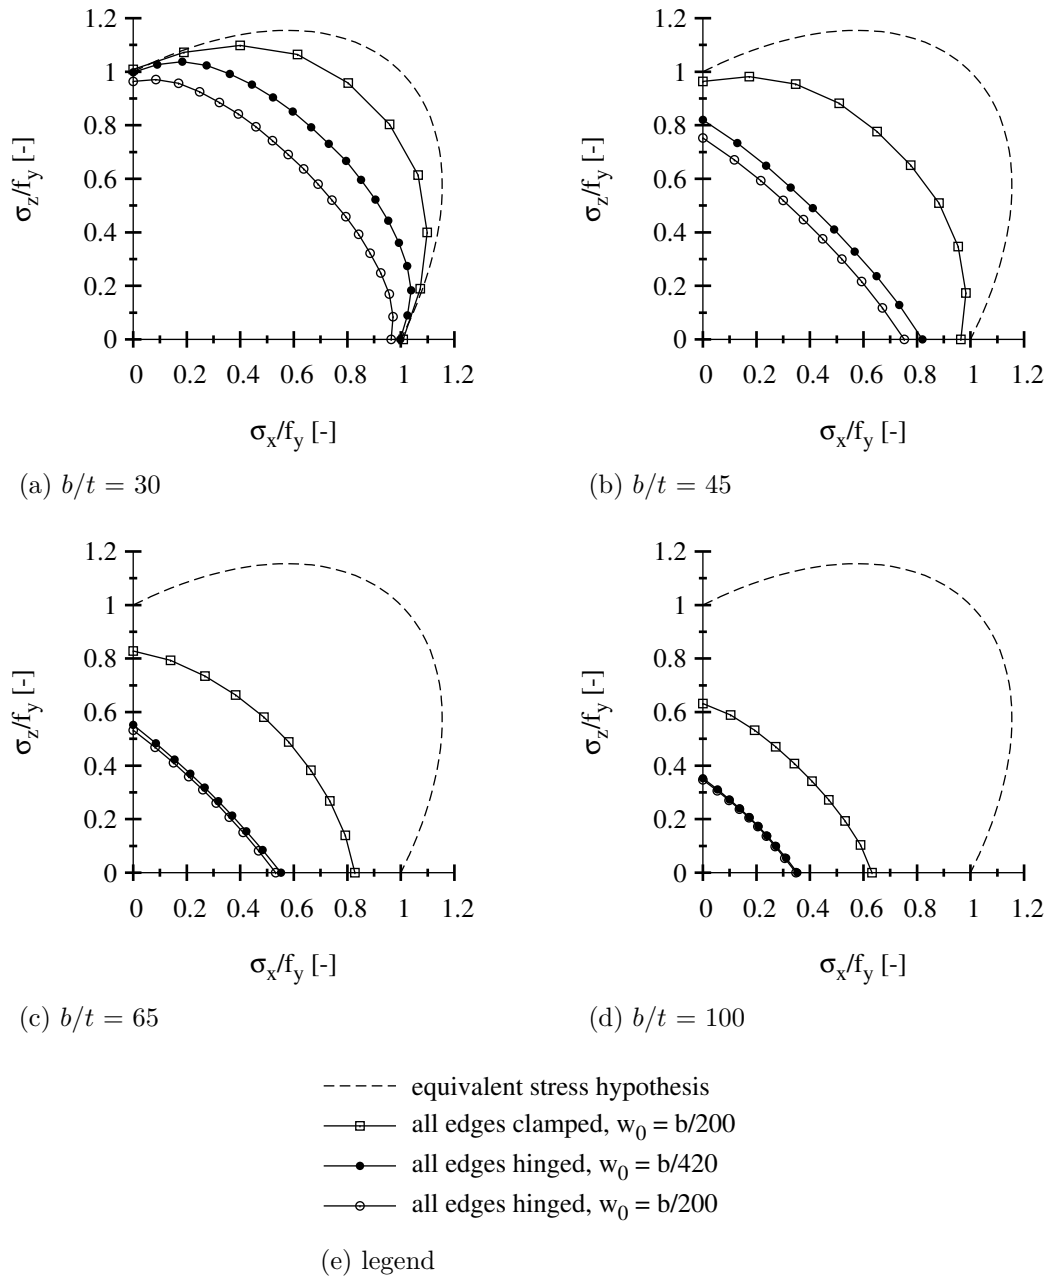 1.2
1
0.8
0.6
0.4
0.2
0
σz/fy [-]
0 0.2 0.4 0.6 0.8 1 1.2
σx/fy [-]
(a) b/t = 30
1.2
1
0.8
0.6
0.4
0.2
0
σz/fy [-]
0 0.2 0.4 0.6 0.8 1 1.2
σx/fy [-]
(b) b/t = 45
1.2
1
0.8
0.6
0.4
0.2
0
σz/fy [-]
0 0.2 0.4 0.6 0.8 1 1.2
σx/fy [-]
(c) b/t = 65
1.2
1
0.8
0.6
0.4
0.2
0
σz/fy [-]
0 0.2 0.4 0.6 0.8 1 1.2
σx/fy [-]
(d) b/t = 100
equivalent stress hypothesis
all edges clamped, w0 = b/200
all edges hinged, w0 = b/420
all edges hinged, w0 = b/200
(e) legend